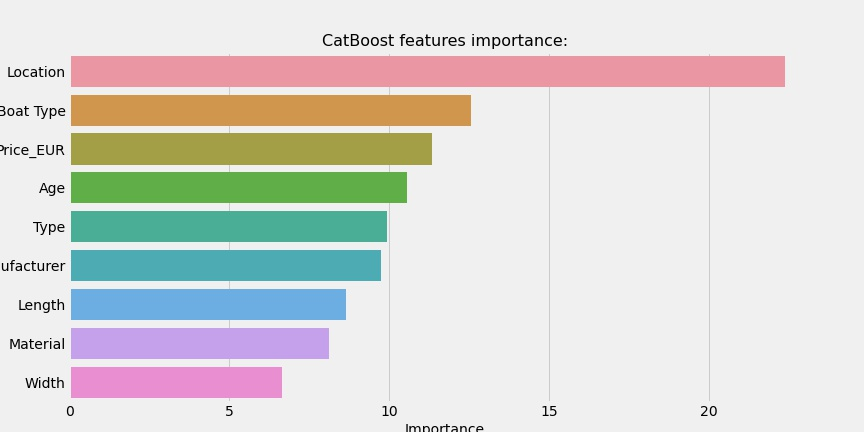 CatBoost features importance:
Location
Boat Type
Price_EUR
Age
Type
ufacturer
Length
Material
Width
0 5 10 15 20
Importance